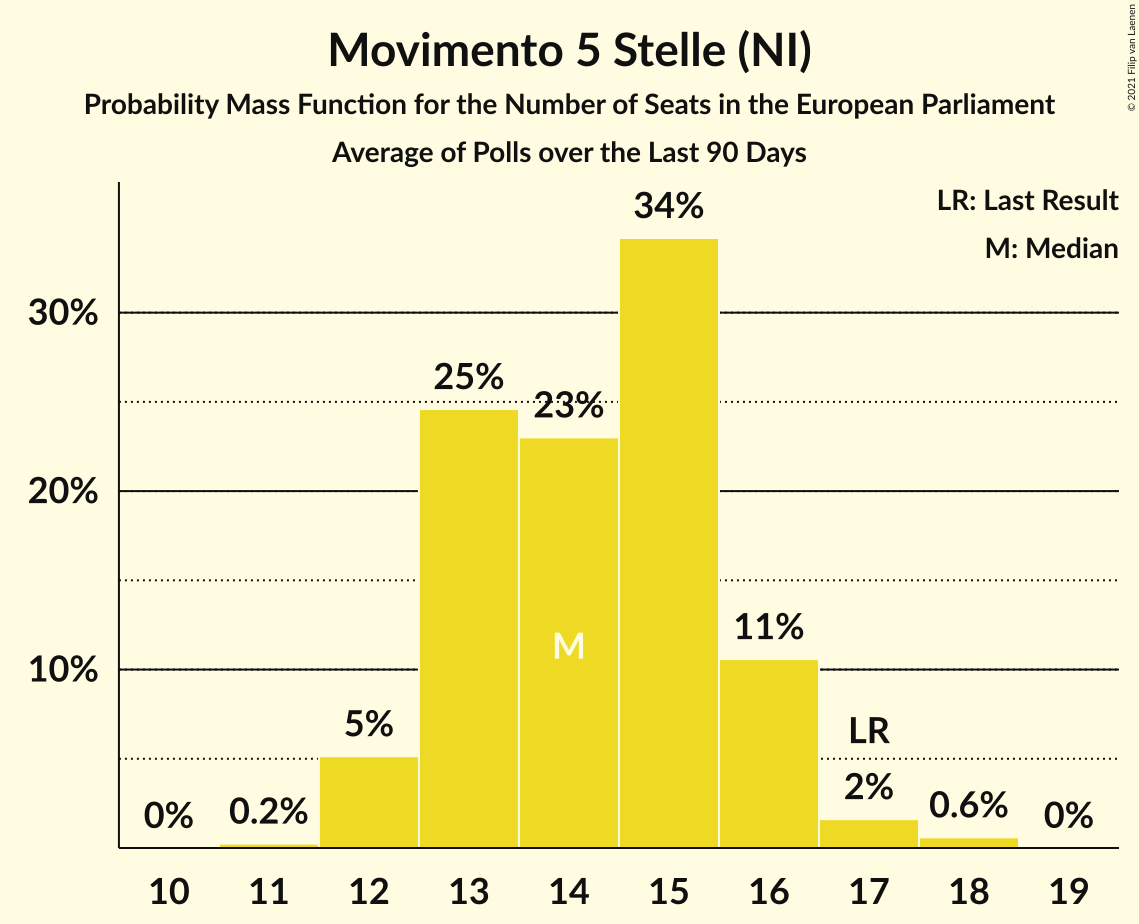 Movimento 5 Stelle (NI)
Probability Mass Function for the Number of Seats in the European Parliament
Average of Polls over the Last 90 Days
© 2021 Filip van Laenen
LR: Last Result
M: Median
34%
30%
25%
23%
20%
11%
M
10%
LR
5%
2%
0%
0.2%
0.6%
0%
10 11 12 13 14 15 16 17 18 19